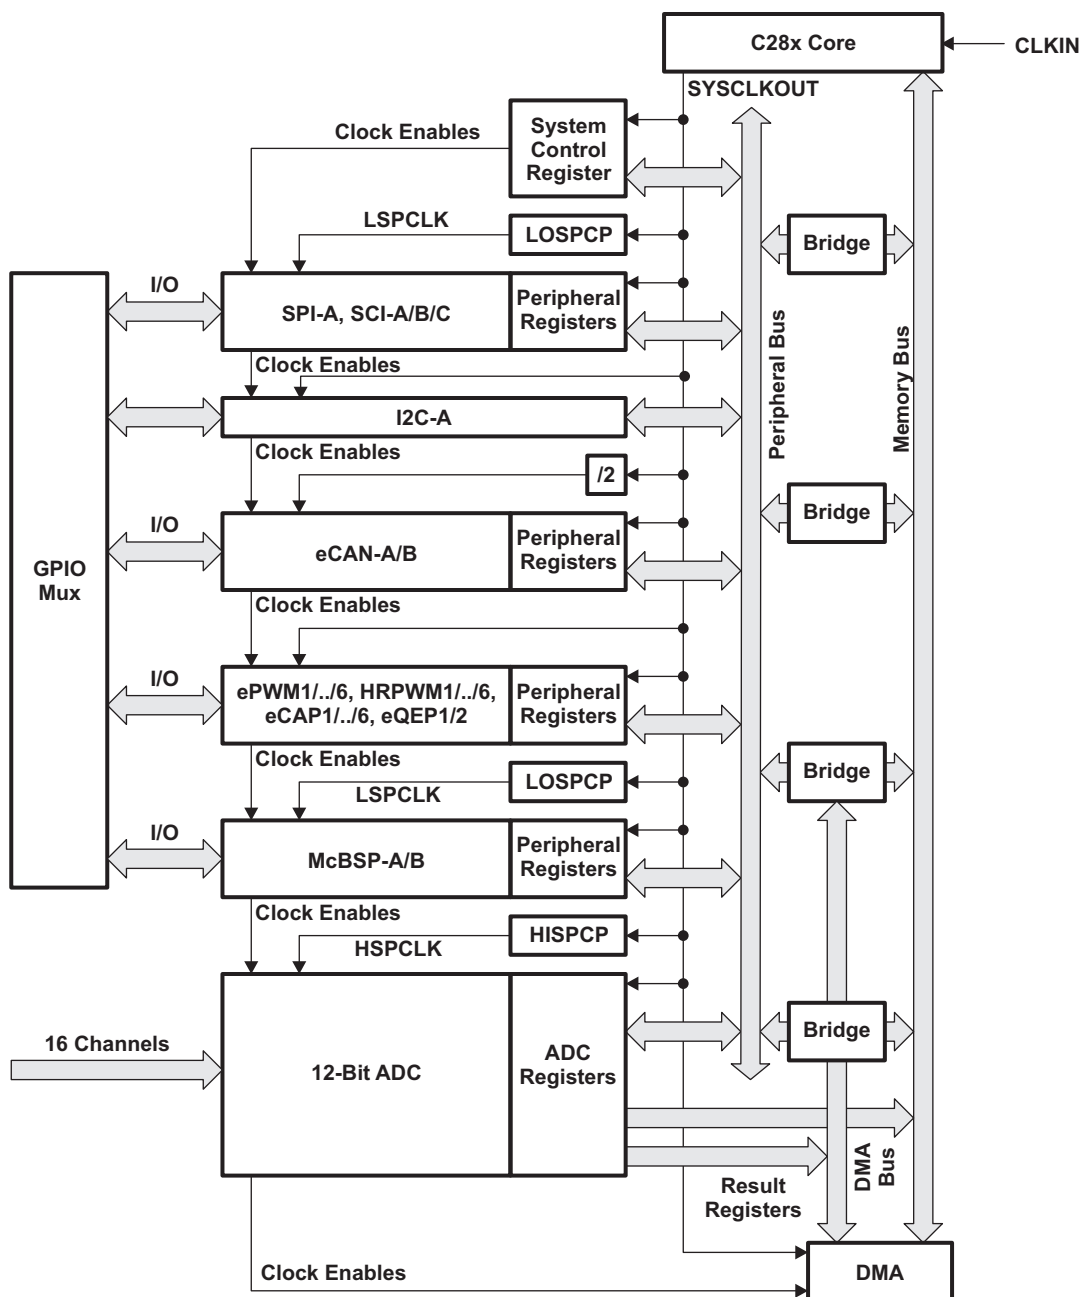 C28x Core
CLKIN
SYSCLKOUT
Clock Enables
System
Control
Register
LSPCLK
LOSPCP
Bridge
I/O
SPI-A, SCI-A/B/C
Peripheral
Registers
Peripheral Bus
Memory Bus
Clock Enables
I2C-A
Clock Enables
/2
Bridge
I/O
eCAN-A/B
Peripheral
Registers
GPIO
Mux
Clock Enables
I/O
ePWM1/../6, HRPWM1/../6,
eCAP1/../6, eQEP1/2
Peripheral
Registers
Clock Enables
LSPCLK
LOSPCP
Bridge
I/O
McBSP-A/B
Peripheral
Registers
Clock Enables
HSPCLK
HISPCP
16 Channels
12-Bit ADC
ADC
Registers
Bridge
DMA
Bus
Result
Registers
Clock Enables
DMA